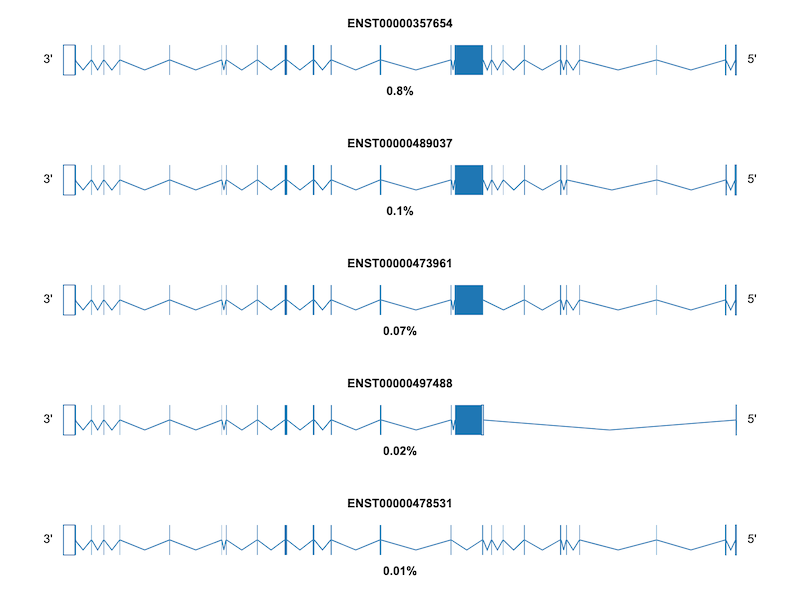 ENST00000357654
3' 5'
0.8%
ENST00000489037
3' 5'
0.1%
ENST00000473961
3' 5'
0.07%
ENST00000497488
3' 5'
0.02%
ENST00000478531
3' 5'
0.01%